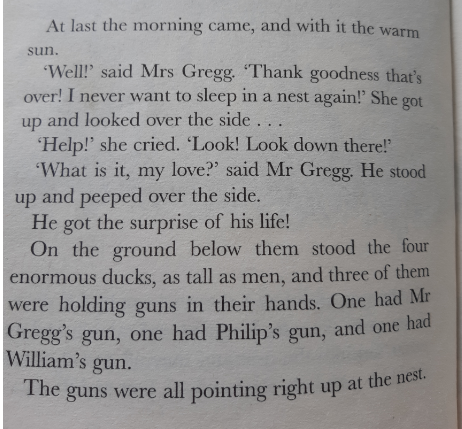 At last the morning came, and with it the warm
sun.
‘Well!’ said Mrs Gregg. ‘Thank goodness that’s
over! I never want to sleep in a nest again!’ She got
up and looked over the side . . .
‘Help!’ she cried. ‘Look! Look down there!’
‘What is it, my love?’ said Mr Gregg. He stood
up and peeped over the side.
He got the surprise of his life!
On the ground below them stood the four
enormous ducks, as tall as men, and three of them
were holding guns in their hands. One had Mr
Gregg’s gun, one had Philip’s gun, and one had
William’s gun.
The guns were all pointing right up at the nest.